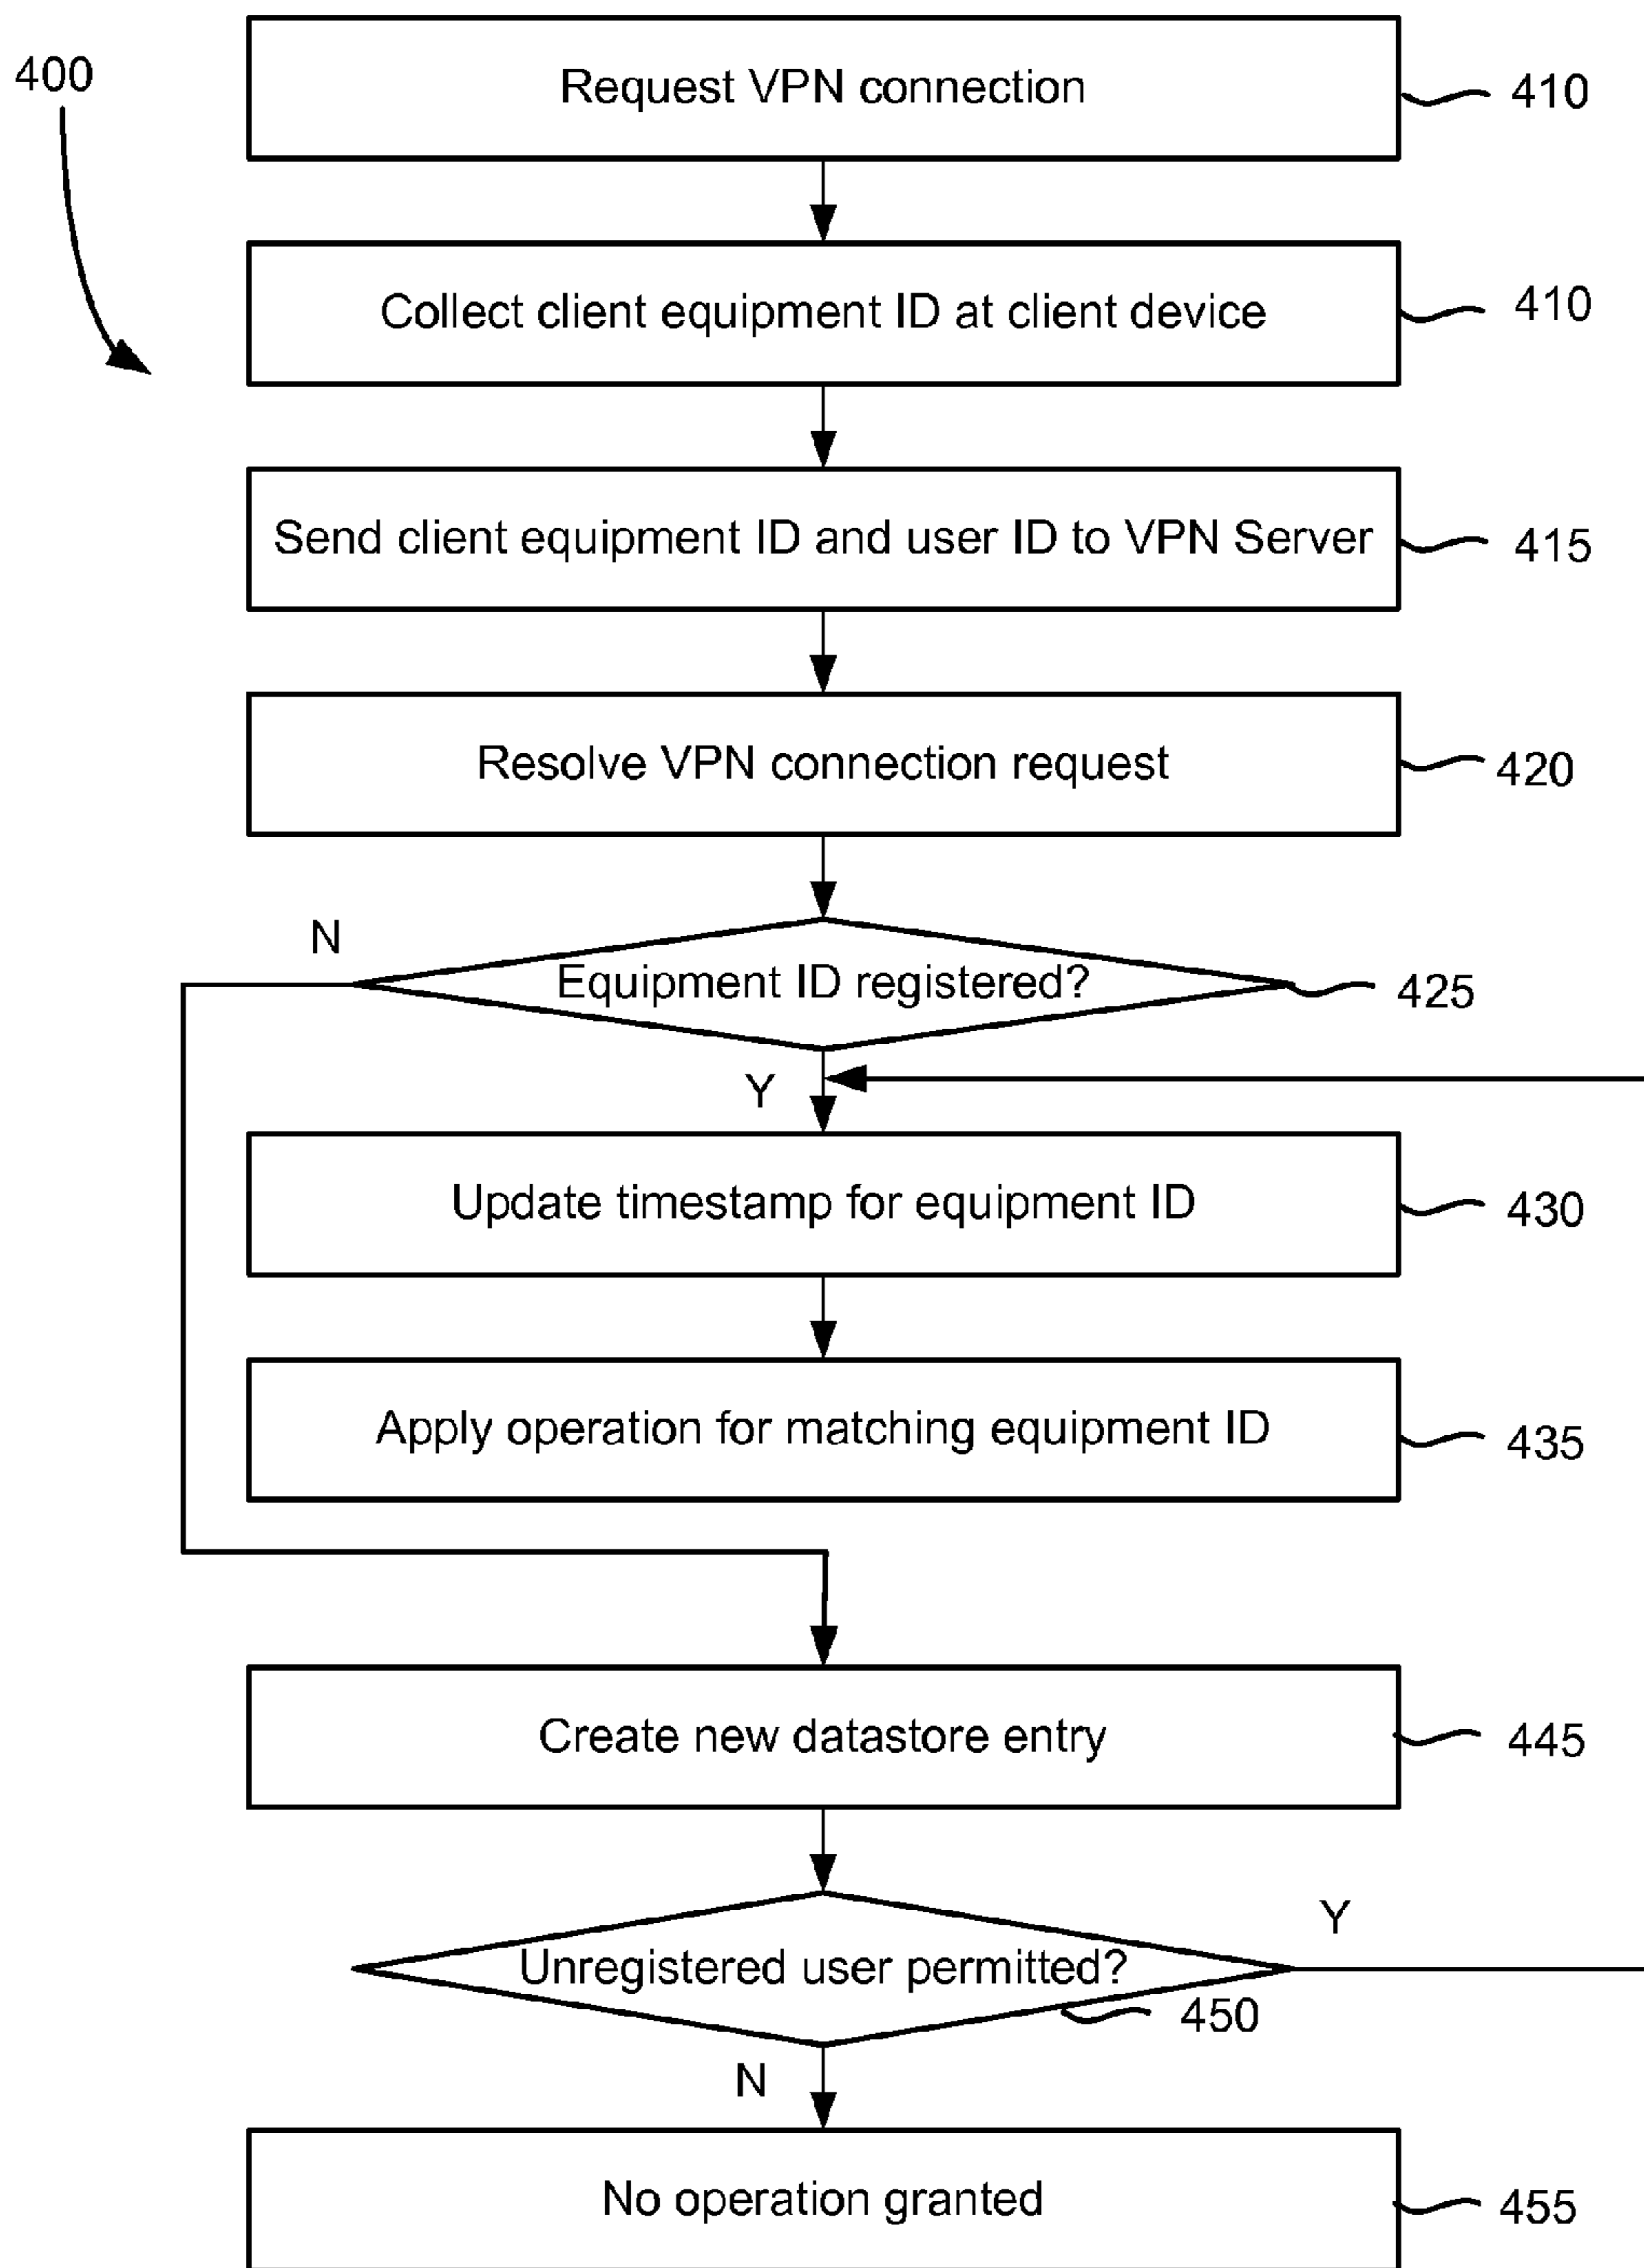 400
Request VPN connection
410
Collect client equipment ID at client device
410
Send client equipment ID and user ID to VPN Server
415
Resolve VPN connection request
420
N
Equipment ID registered?
425
Y
Update timestamp for equipment ID
430
Apply operation for matching equipment ID
435
Create new datastore entry
445
Y
Unregistered user permitted?
450
N
No operation granted
455